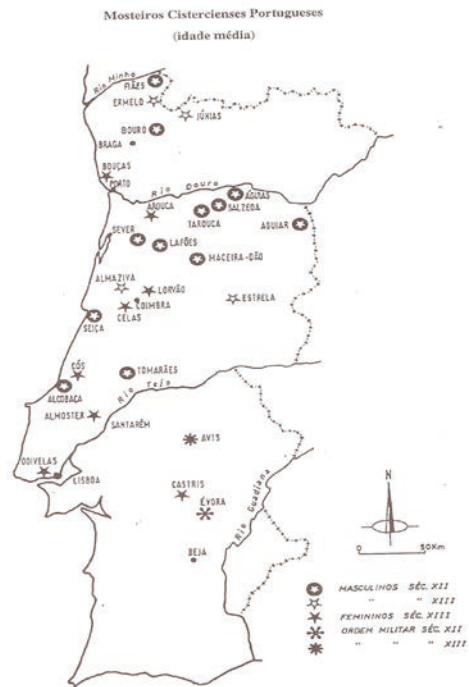 Mosteiros Cistercienses Portugueses
(idade média)
Rio Minho
FIÃES
ERMELO
JÚNIAS
BOURO
BRAGA
BOUÇAS
PORTO
Rio Douro
ÁGUIAS
AROUCA
SALZEDA
TAROUCA
AGUIAR
SEVER
LAFÕES
MACEIRA-DÃO
ALMAZIVA
LORVÃO
ESTRELA
COIMBRA
CELAS
SEIÇA
CÓS
TOMARÃES
Rio Tejo
ALCOBAÇA
ALMOSTER
SANTARÉM
AVIS
ODIVELAS
LISBOA
CASTRIS
ÉVORA
Rio Guadiana
BEJA
N
0 50Km
MASCULINOS SÉC. XII
" " XIII
FEMININOS SÉC. XIII
ORDEM MILITAR SÉC. XII
" " " XIII